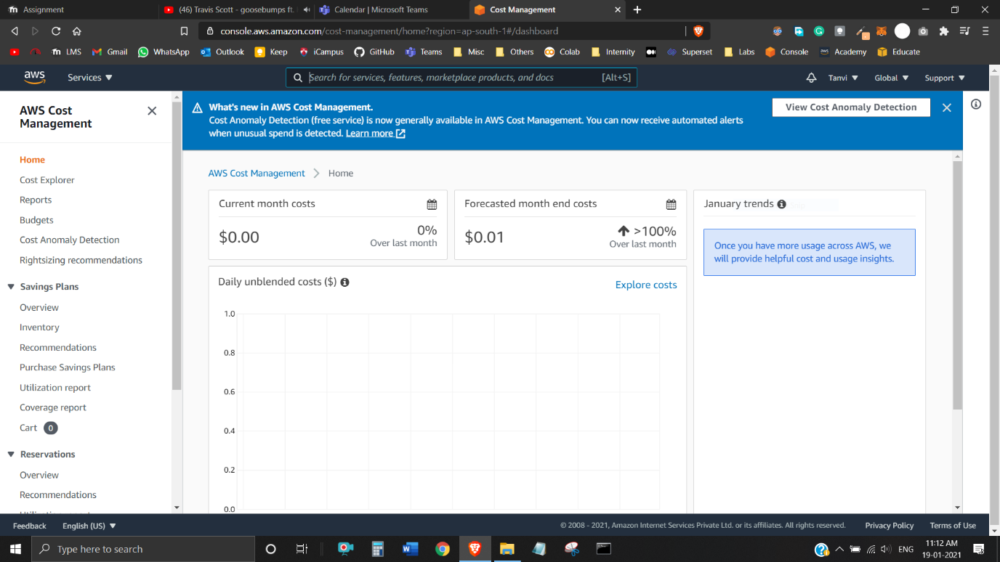 Assignment
(46) Travis Scott - goosebumps ft.
Calendar | Microsoft Teams
Cost Management
console.aws.amazon.com/cost-management/home?region=ap-south-1#/dashboard
LMS
Gmail
WhatsApp
Outlook
Keep
iCampus
GitHub
Teams
Misc
Others
Colab
Internity
Superset
Labs
Console
Academy
Educate
aws
Services
Search for services, features, marketplace products, and docs
[Alt+S]
Tanvi
Global
Support
AWS Cost
Management
Home
Cost Explorer
Reports
Budgets
Cost Anomaly Detection
Rightsizing recommendations
Savings Plans
Overview
Inventory
Recommendations
Purchase Savings Plans
Utilization report
Coverage report
Cart 0
Reservations
Overview
Recommendations
What's new in AWS Cost Management.
Cost Anomaly Detection (free service) is now generally available in AWS Cost Management. You can now receive automated alerts
when unusual spend is detected. Learn more
View Cost Anomaly Detection
AWS Cost Management > Home
Current month costs
$0.00
0%
Over last month
Forecasted month end costs
$0.01
>100%
Over last month
January trends
Once you have more usage across AWS, we
will provide helpful cost and usage insights.
Daily unblended costs ($)
Explore costs
1.0
0.8
0.6
0.4
0.2
0.0
Feedback
English (US)
© 2008 - 2021, Amazon Internet Services Private Ltd. or its affiliates. All rights reserved.
Privacy Policy
Terms of Use
Type here to search
ENG
11:12 AM
19-01-2021